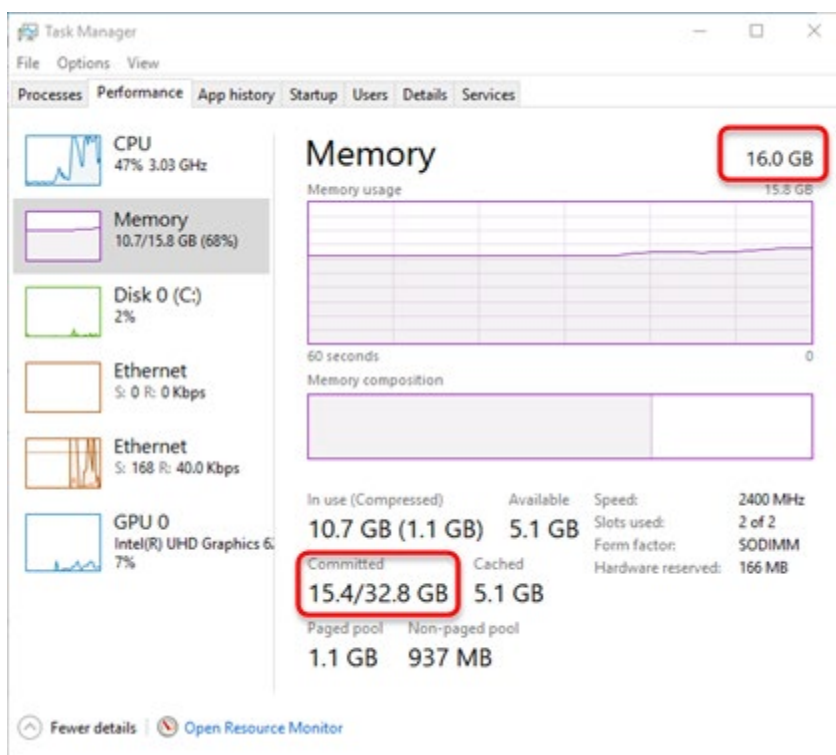 Task Manager
File Options View
Processes Performance App history Startup Users Details Services
CPU
47% 3.03 GHz
Memory
10.7/15.8 GB (68%)
Disk 0 (C:)
2%
Ethernet
S: 0 R: 0 Kbps
Ethernet
S: 168 R: 40.0 Kbps
GPU 0
Intel(R) UHD Graphics 6
7%
Memory 16.0 GB
Memory usage 15.8 GB
60 seconds 0
Memory composition
In use (Compressed) Available
10.7 GB (1.1 GB) 5.1 GB
Committed Cached
15.4/32.8 GB 5.1 GB
Paged pool Non-paged pool
1.1 GB 937 MB
Speed: 2400 MHz
Slots used: 2 of 2
Form factor: SODIMM
Hardware reserved: 166 MB
Fewer details Open Resource Monitor